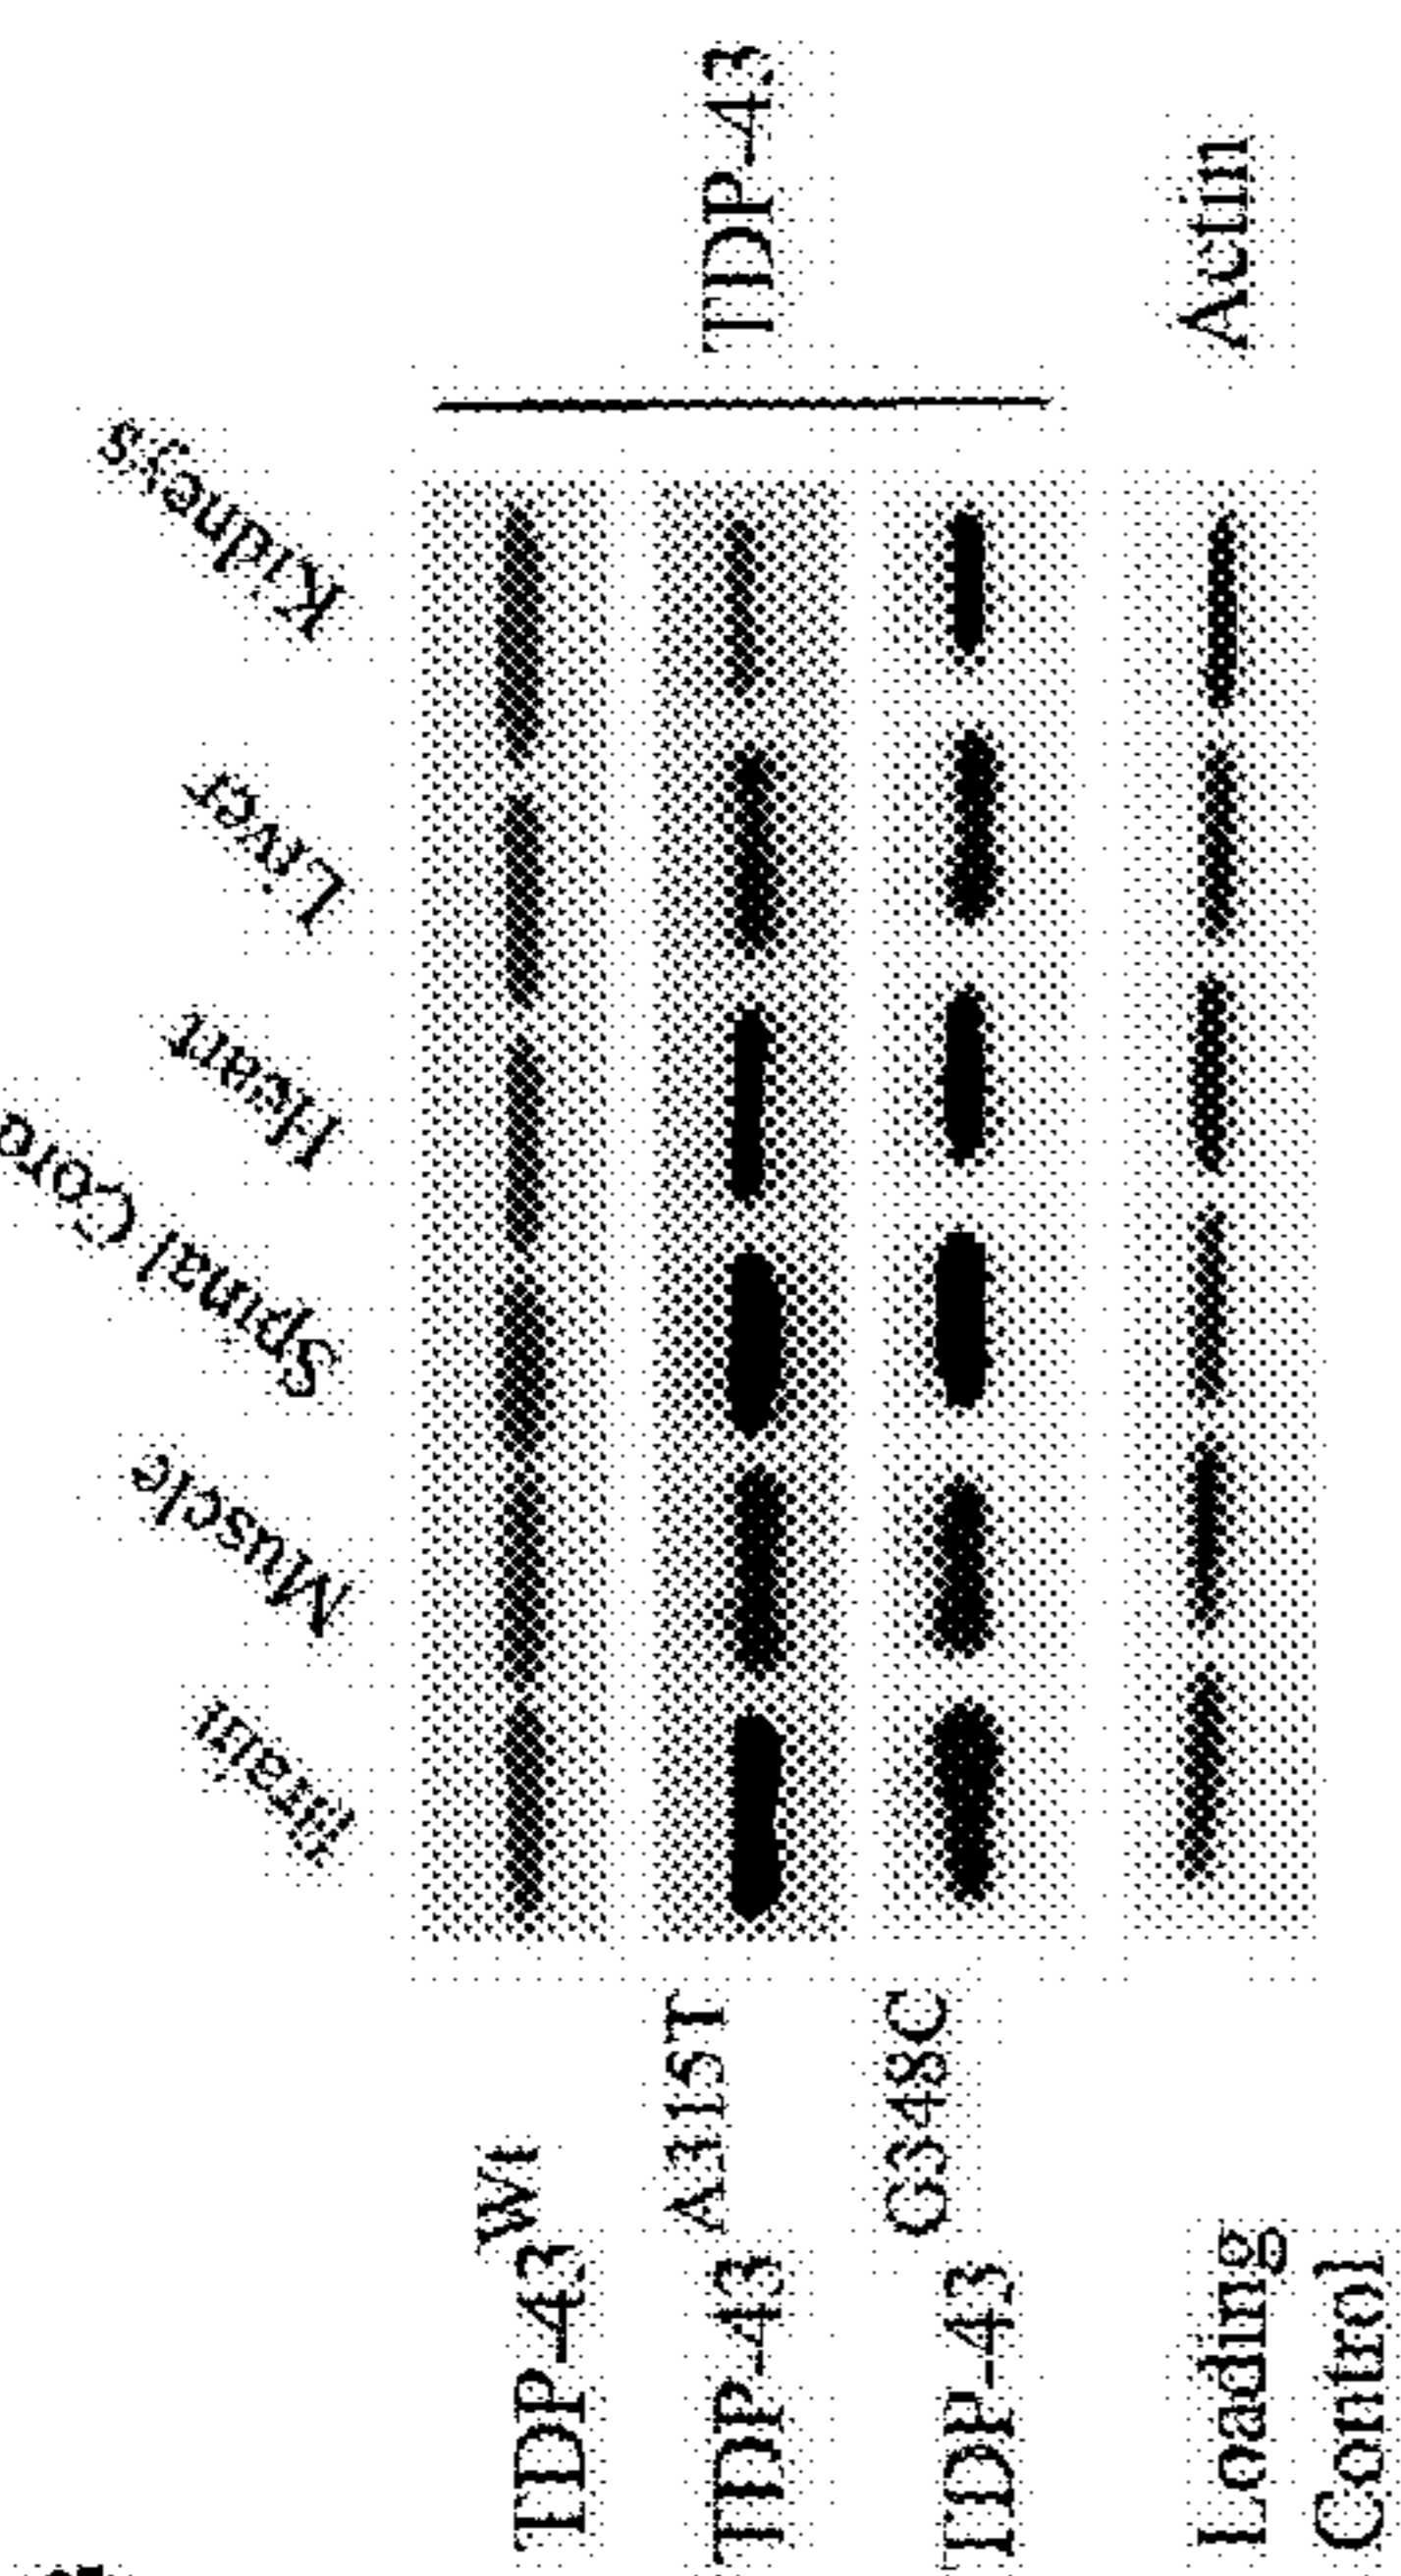 Brain
Muscle
Spinal Cord
Heart
Liver
Kidneys
TDP-43 Wt
TDP-43 A315T
TDP-43 G348C
TDP-43
Loading
Control
Actin